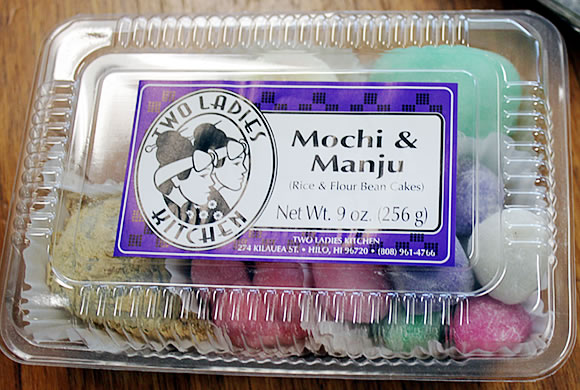 TWO LADIES
KITCHEN
Mochi &
Manju
(Rice & Flour Bean Cakes)
Net Wt. 9 oz. (256 g)
TWO LADIES KITCHEN
274 KILAUEA ST. • HILO, HI 96720 • (808) 961-4766